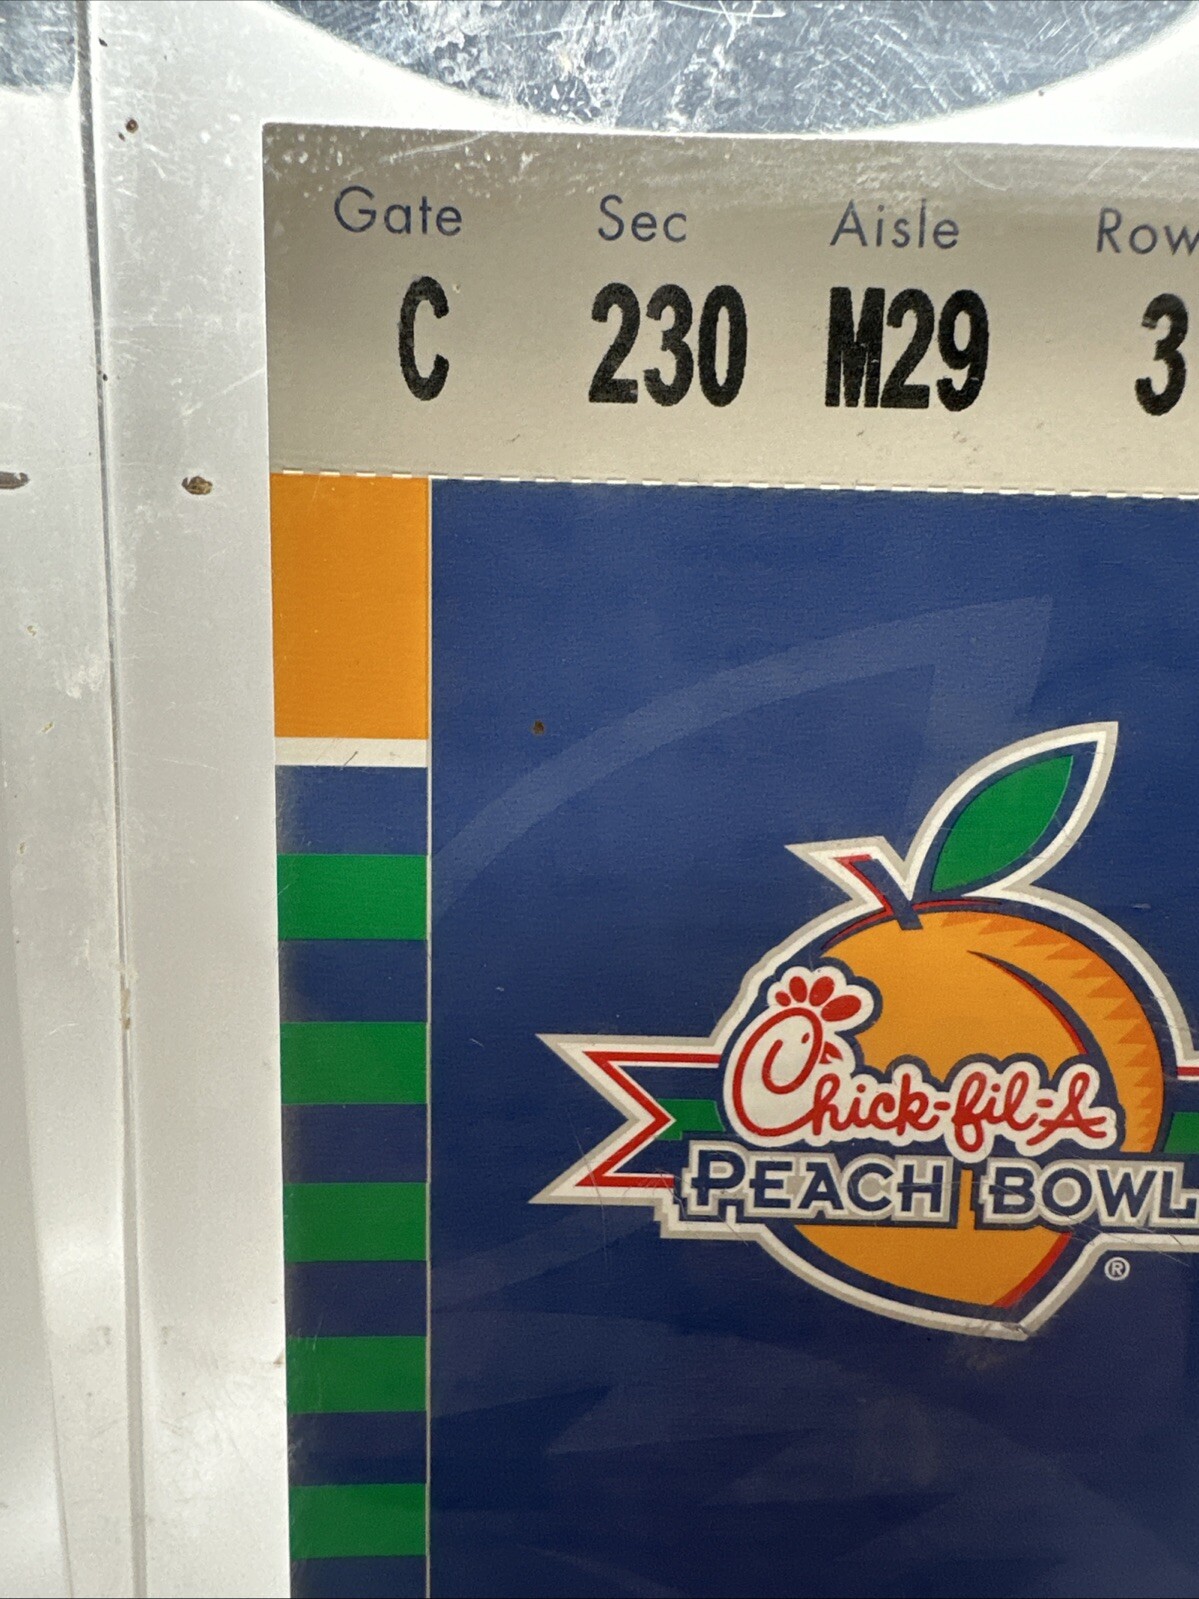 Gate Sec Aisle Row
C 230 M29 3
Chick-fil-A
PEACH BOWL
®